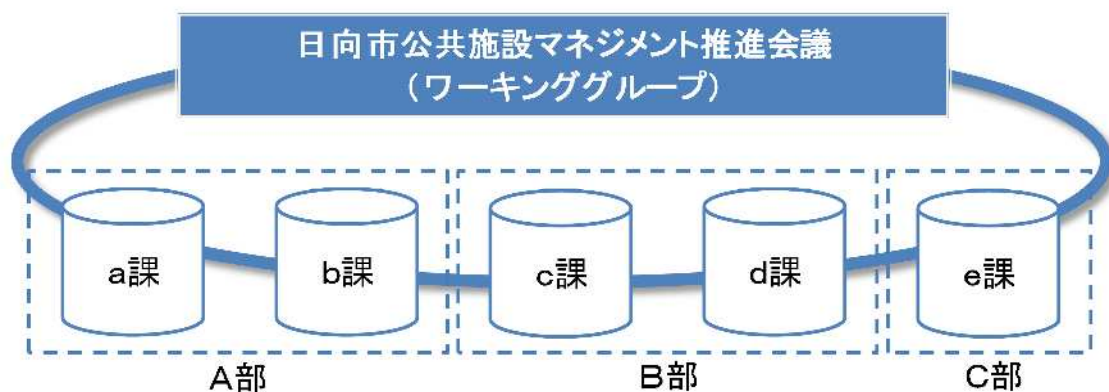 日向市公共施設マネジメント推進会議
（ワーキンググループ）
a課
b課
c課
d課
e課
A部
B部
C部